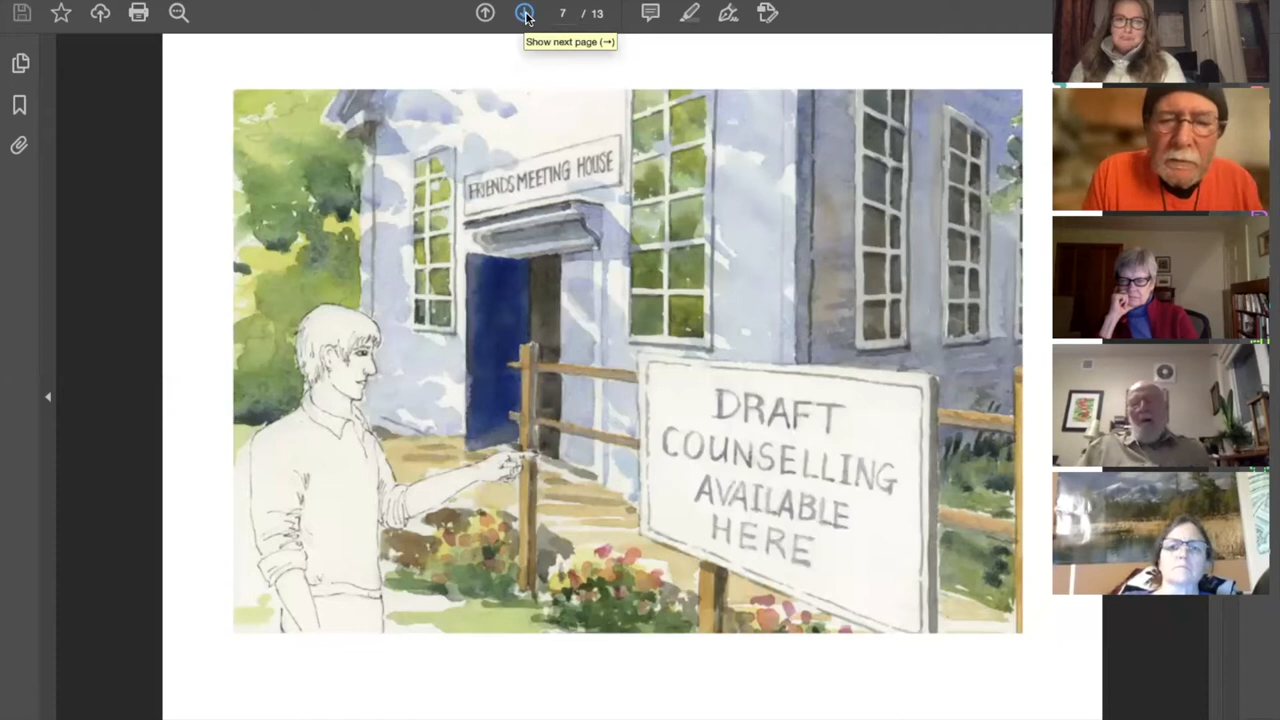 7 / 13
Show next page (→)
FRIENDS MEETING HOUSE
DRAFT
COUNSELLING
AVAILABLE
HERE